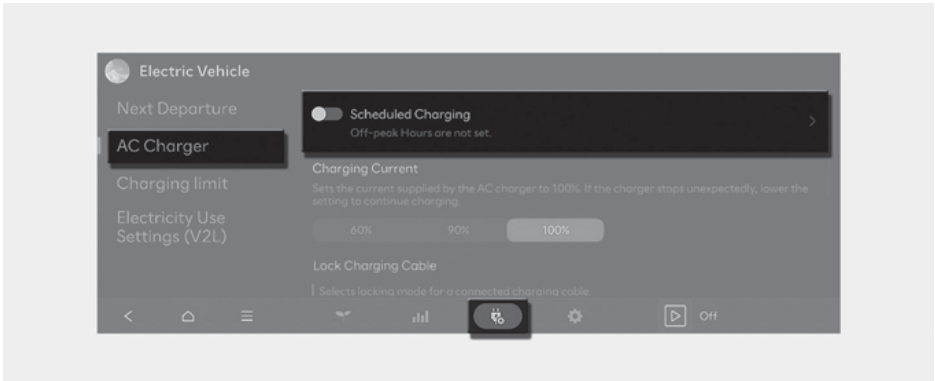 Electric Vehicle
Next Departure
AC Charger
Charging limit
Electricity Use
Settings (V2L)
Scheduled Charging
Off-peak Hours are not set.
Charging Current
Sets the current supplied by the AC charger to 100%. If the charger stops unexpectedly, lower the
setting to continue charging.
60% 90% 100%
Lock Charging Cable
Selects locking mode for a connected charging cable.
Off